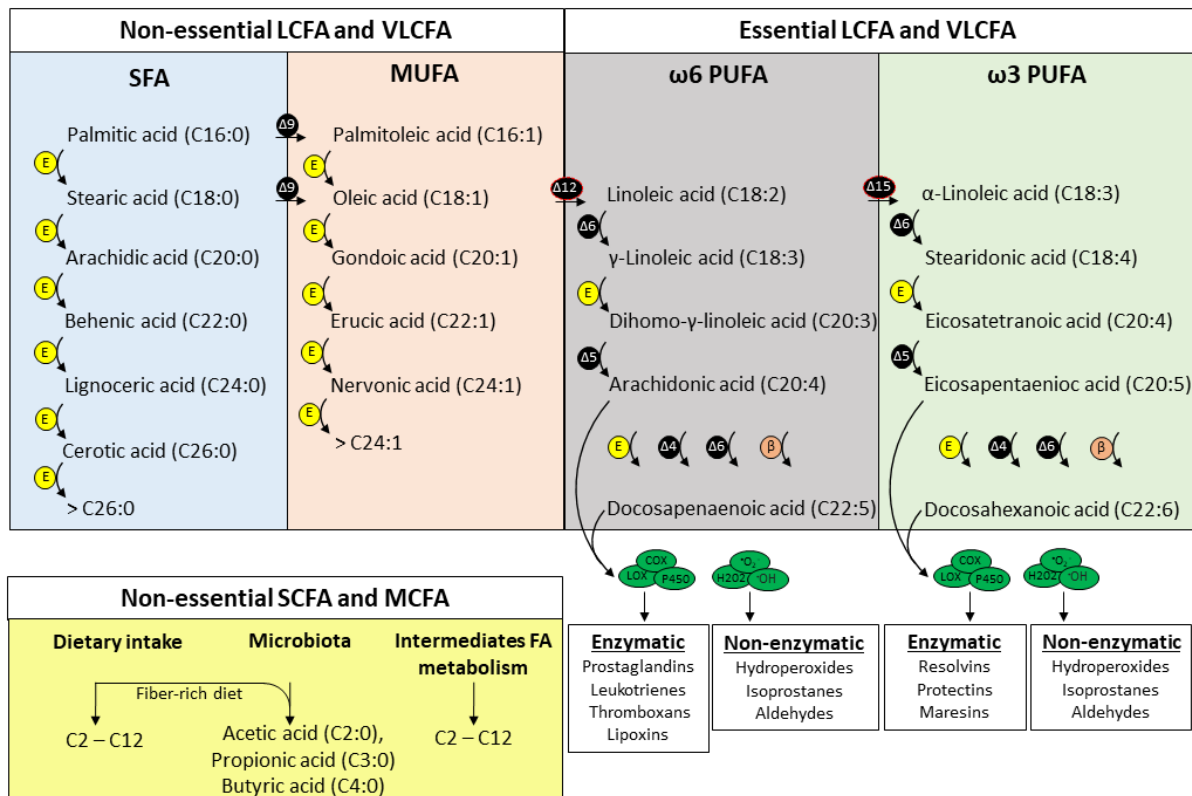 Non-essential LCFA and VLCFA
Essential LCFA and VLCFA
SFA
MUFA
ω6 PUFA
ω3 PUFA
Palmitic acid (C16:0)
Δ9
Palmitoleic acid (C16:1)
E
E
Stearic acid (C18:0)
Δ9
Oleic acid (C18:1)
Δ12
Linoleic acid (C18:2)
Δ15
α-Linoleic acid (C18:3)
E
E
Δ6
Δ6
Arachidic acid (C20:0)
Gondoic acid (C20:1)
γ-Linoleic acid (C18:3)
Stearidonic acid (C18:4)
E
E
E
E
Behenic acid (C22:0)
Erucic acid (C22:1)
Dihomo-γ-linoleic acid (C20:3)
Eicosatetranoic acid (C20:4)
E
E
Δ5
Δ5
Lignoceric acid (C24:0)
Nervonic acid (C24:1)
Arachidonic acid (C20:4)
Eicosapentaenioc acid (C20:5)
E
E
Cerotic acid (C26:0)
> C24:1
E Δ4 Δ6 β
E Δ4 Δ6 β
E
> C26:0
Docosapenaenoic acid (C22:5)
Docosahexanoic acid (C22:6)
COX
LOX P450
•O₂⁻
H202 •OH
COX
LOX P450
•O₂⁻
H202 •OH
Non-essential SCFA and MCFA
Dietary intake
Microbiota
Intermediates FA
metabolism
Fiber-rich diet
C2 – C12
Acetic acid (C2:0),
Propionic acid (C3:0)
Butyric acid (C4:0)
C2 – C12
Enzymatic
Prostaglandins
Leukotrienes
Thromboxans
Lipoxins
Non-enzymatic
Hydroperoxides
Isoprostanes
Aldehydes
Enzymatic
Resolvins
Protectins
Maresins
Non-enzymatic
Hydroperoxides
Isoprostanes
Aldehydes